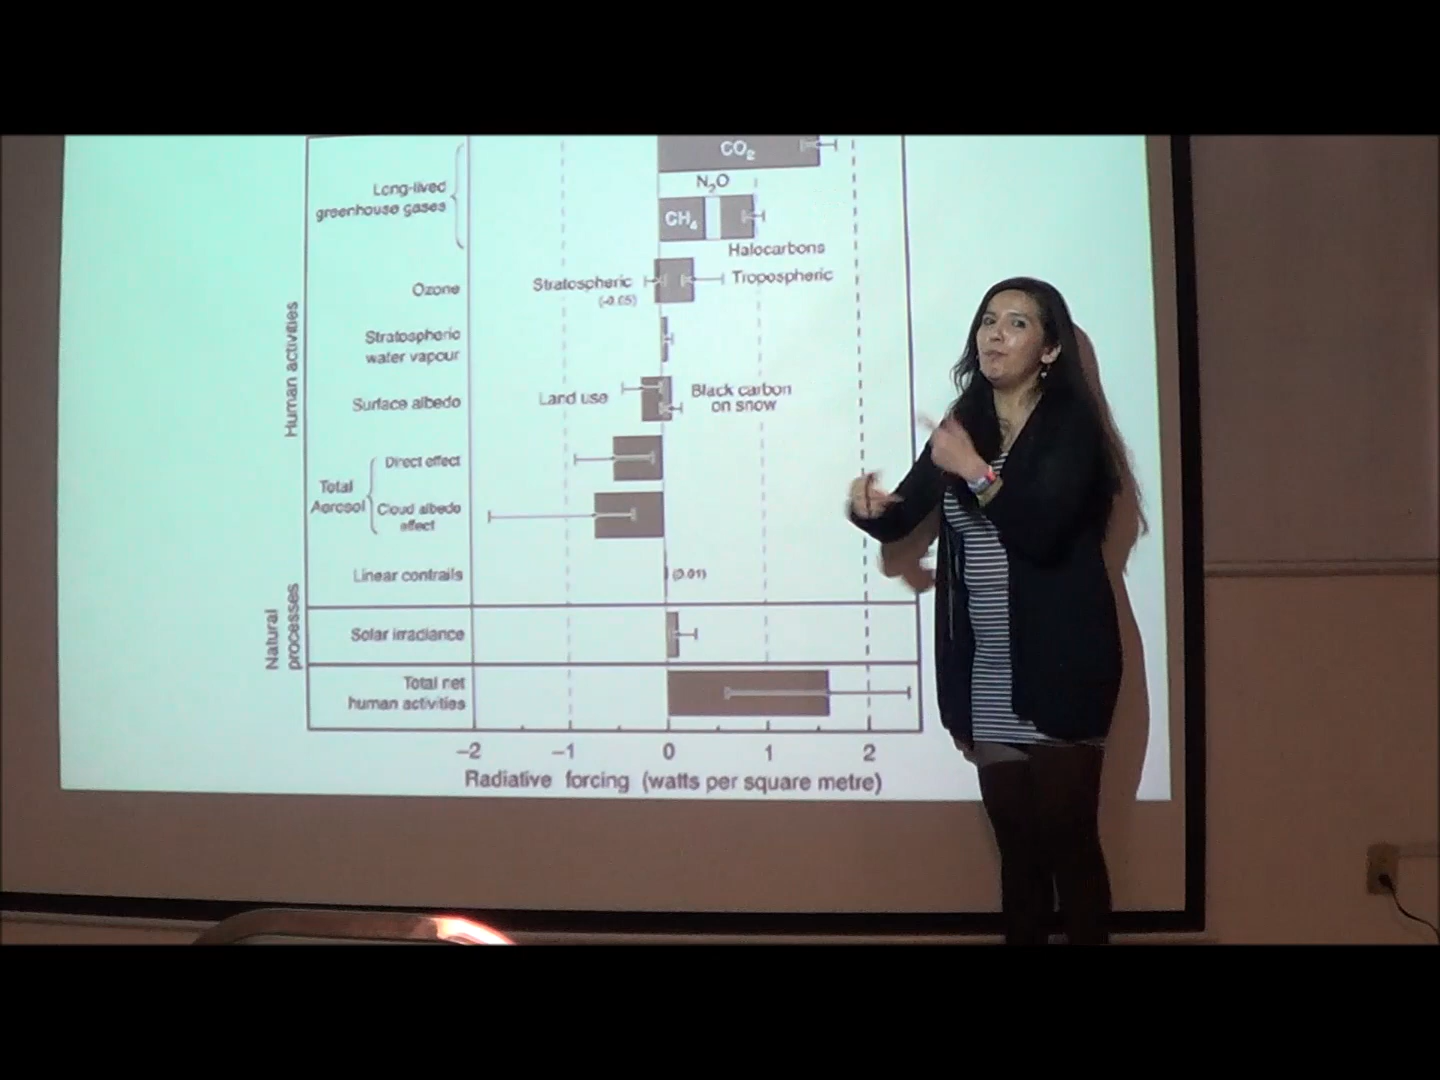 CO₂
N₂O
Long-lived
greenhouse gases
CH₄
Halocarbons
Ozone
Stratospheric
(-0.05)
Tropospheric
Stratospheric
water vapour
Surface albedo
Land use
Black carbon
on snow
Human activities
Total
Aerosol
Direct effect
Cloud albedo
effect
Linear contrails
(0.01)
Natural
processes
Solar irradiance
Total net
human activities
−2 −1 0 1 2
Radiative forcing (watts per square metre)